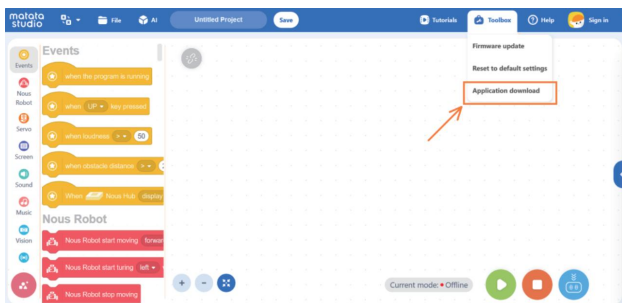 matata
studio
File
AI
Untitled Project
Save
Tutorials
Toolbox
Help
Sign in
Firmware update
Reset to default settings
Application download
Events
Nous
Robot
Servo
Screen
Sound
Music
Vision
Events
when the program is running
when UP key pressed
when loudness > 50
when obstacle distance >
When Nous Hub display
Nous Robot
Nous Robot start moving forwar
Nous Robot start turing left
Nous Robot stop moving
Current mode: • Offline